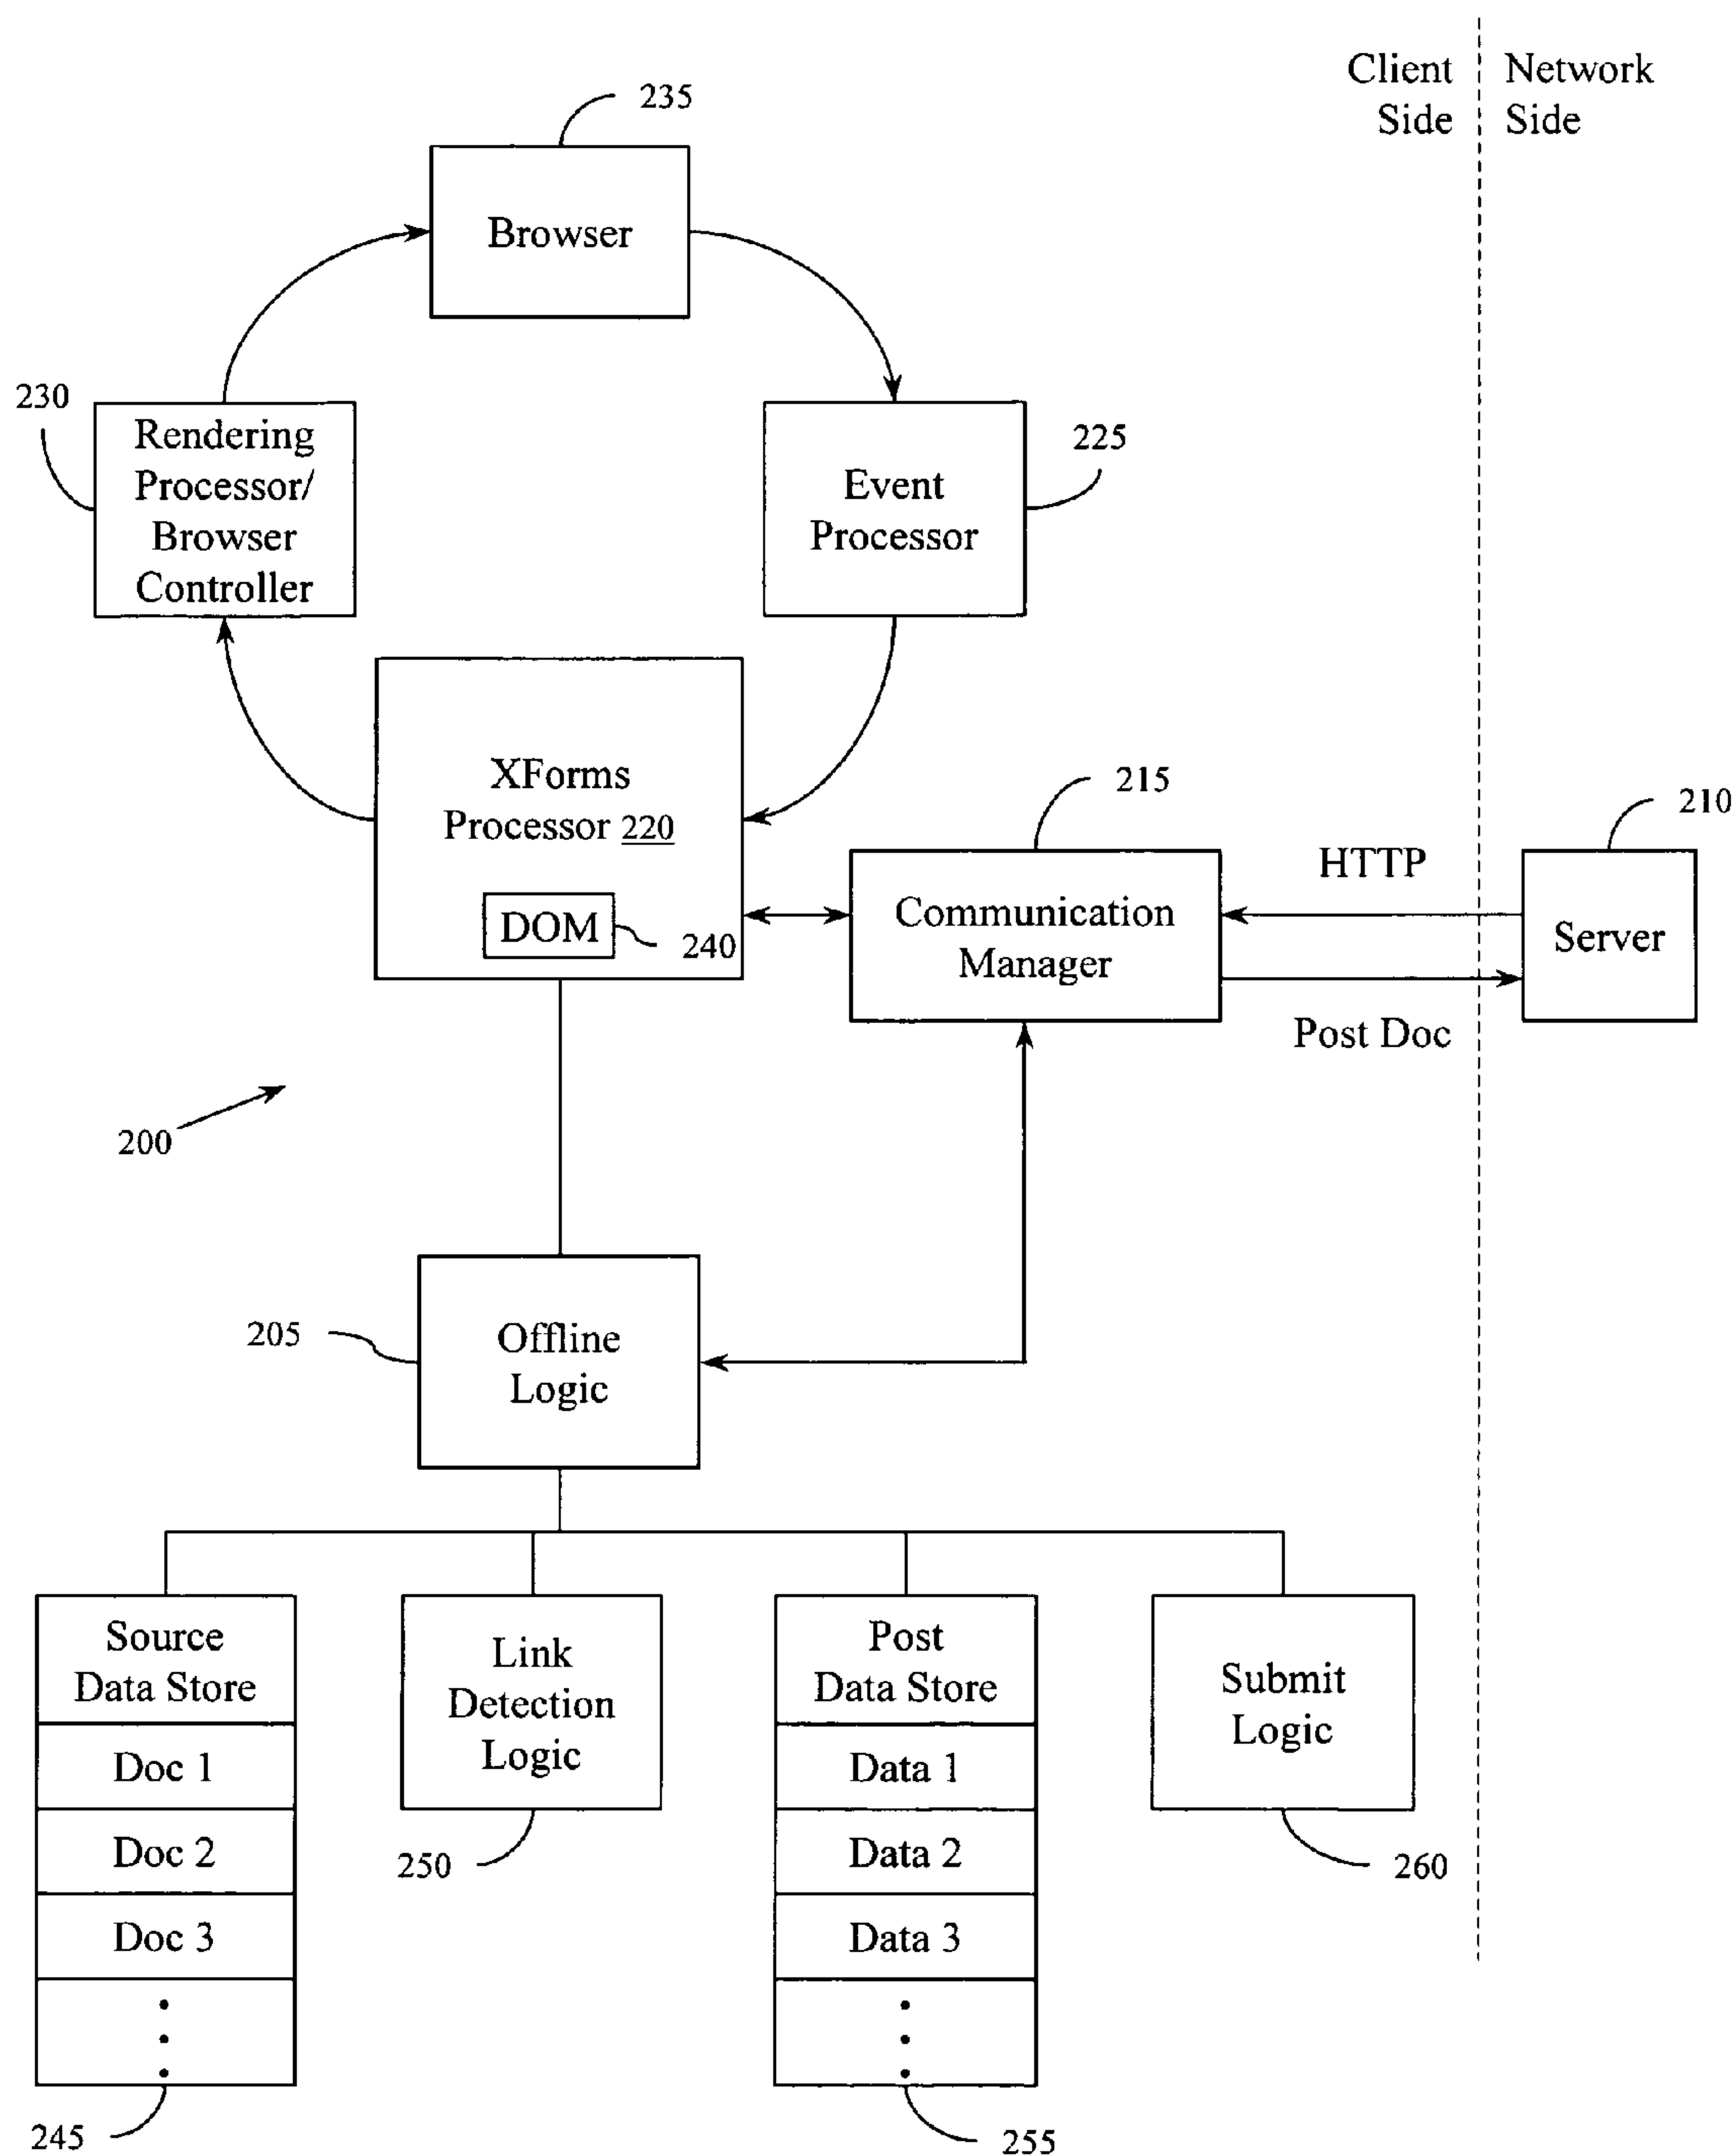 Client
Side
Network
Side
235
Browser
230
Rendering
Processor/
Browser
Controller
225
Event
Processor
XForms
Processor 220
DOM
240
215
Communication
Manager
HTTP
Post Doc
210
Server
200
205
Offline
Logic
Source
Data Store
Doc 1
Doc 2
Doc 3
245
Link
Detection
Logic
250
Post
Data Store
Data 1
Data 2
Data 3
255
Submit
Logic
260